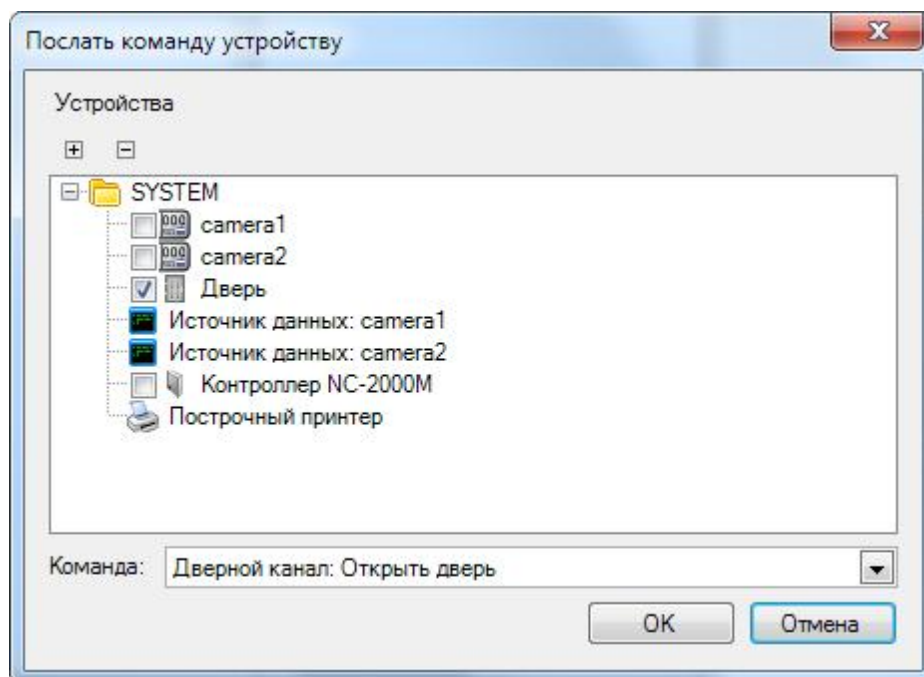 Послать команду устройству
Устройства
SYSTEM
camera1
camera2
Дверь
Источник данных: camera1
Источник данных: camera2
Контроллер NC-2000M
Построчный принтер
Команда: Дверной канал: Открыть дверь
OK Отмена